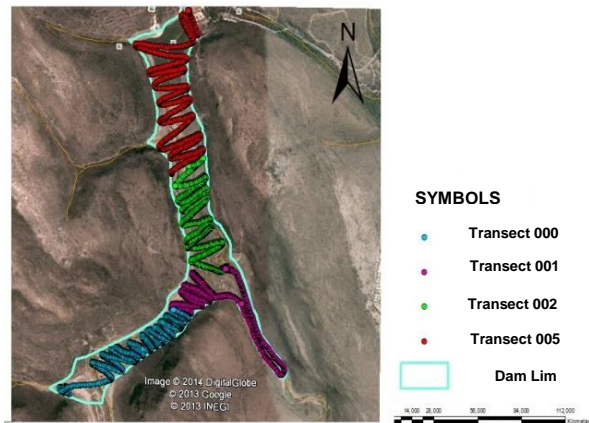 N
SYMBOLS
Transect 000
Transect 001
Transect 002
Transect 005
Dam Lim
Image © 2014 DigitalGlobe
© 2013 Google
© 2013 INEGI
14,000 28,000 56,000 84,000 112,000